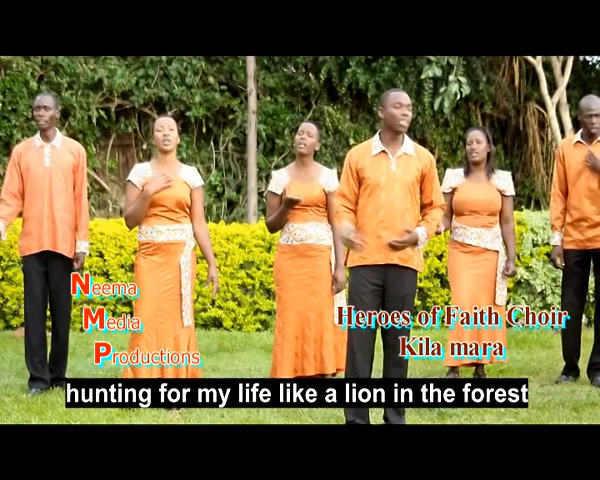 Neema
Media
Productions
Heroes of Faith Choir
Kila mara
hunting for my life like a lion in the forest